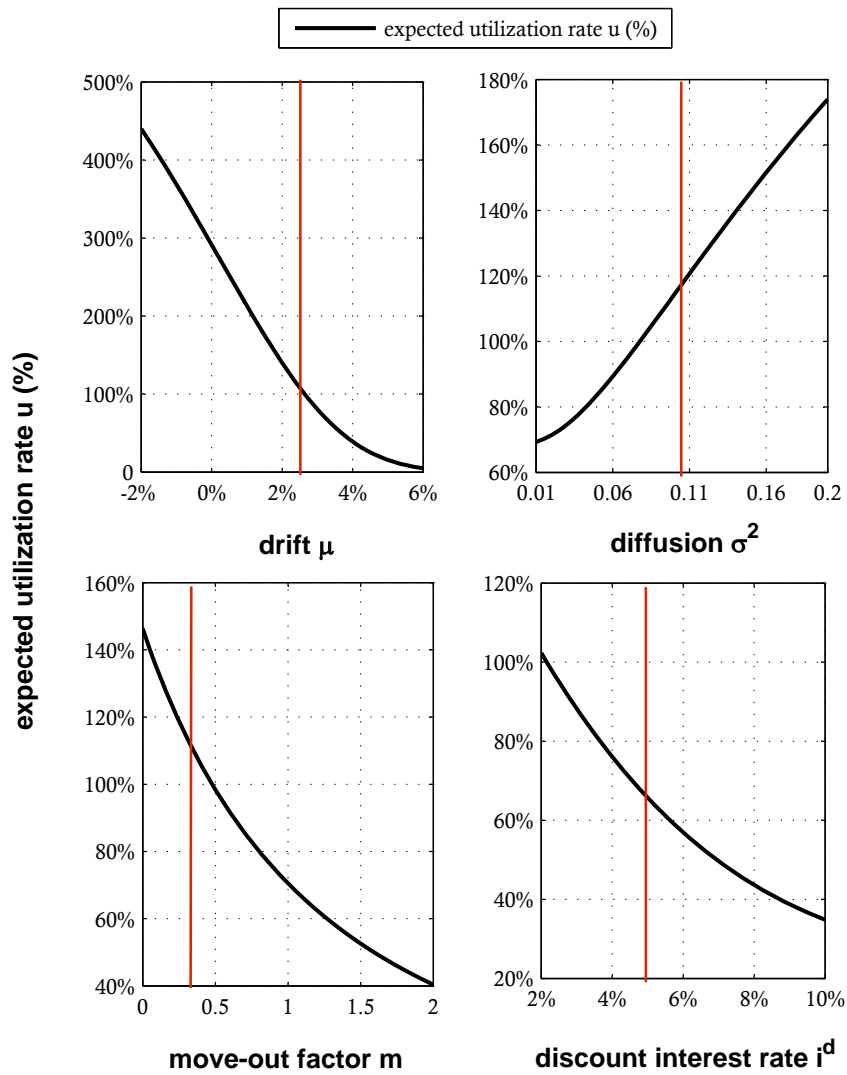 expected utilization rate u (%)
expected utilization rate u (%)
500%
400%
300%
200%
100%
0
-2% 0% 2% 4% 6%
drift μ
180%
160%
140%
120%
100%
80%
60%
0.01 0.06 0.11 0.16 0.2
diffusion σ²
160%
140%
120%
100%
80%
60%
40%
0 0.5 1 1.5 2
move-out factor m
120%
100%
80%
60%
40%
20%
2% 4% 6% 8% 10%
discount interest rate iᵈ